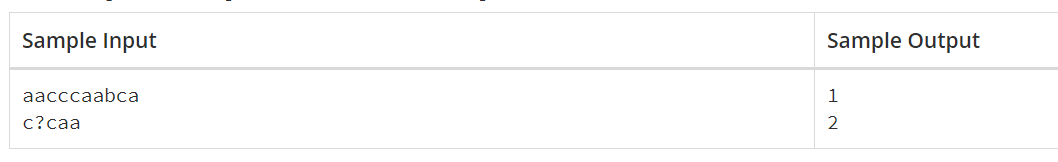 Sample Input Sample Output
aacccaabca 1
c?caa 2